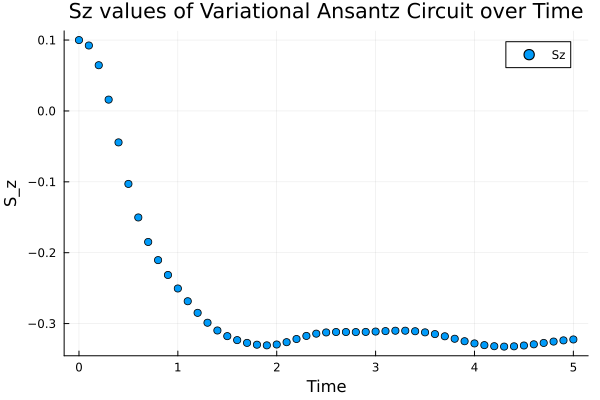 Sz values of Variational Ansantz Circuit over Time
0.1
Sz
0.0
−0.1
S_z
−0.2
−0.3
0 1 2 3 4 5
Time